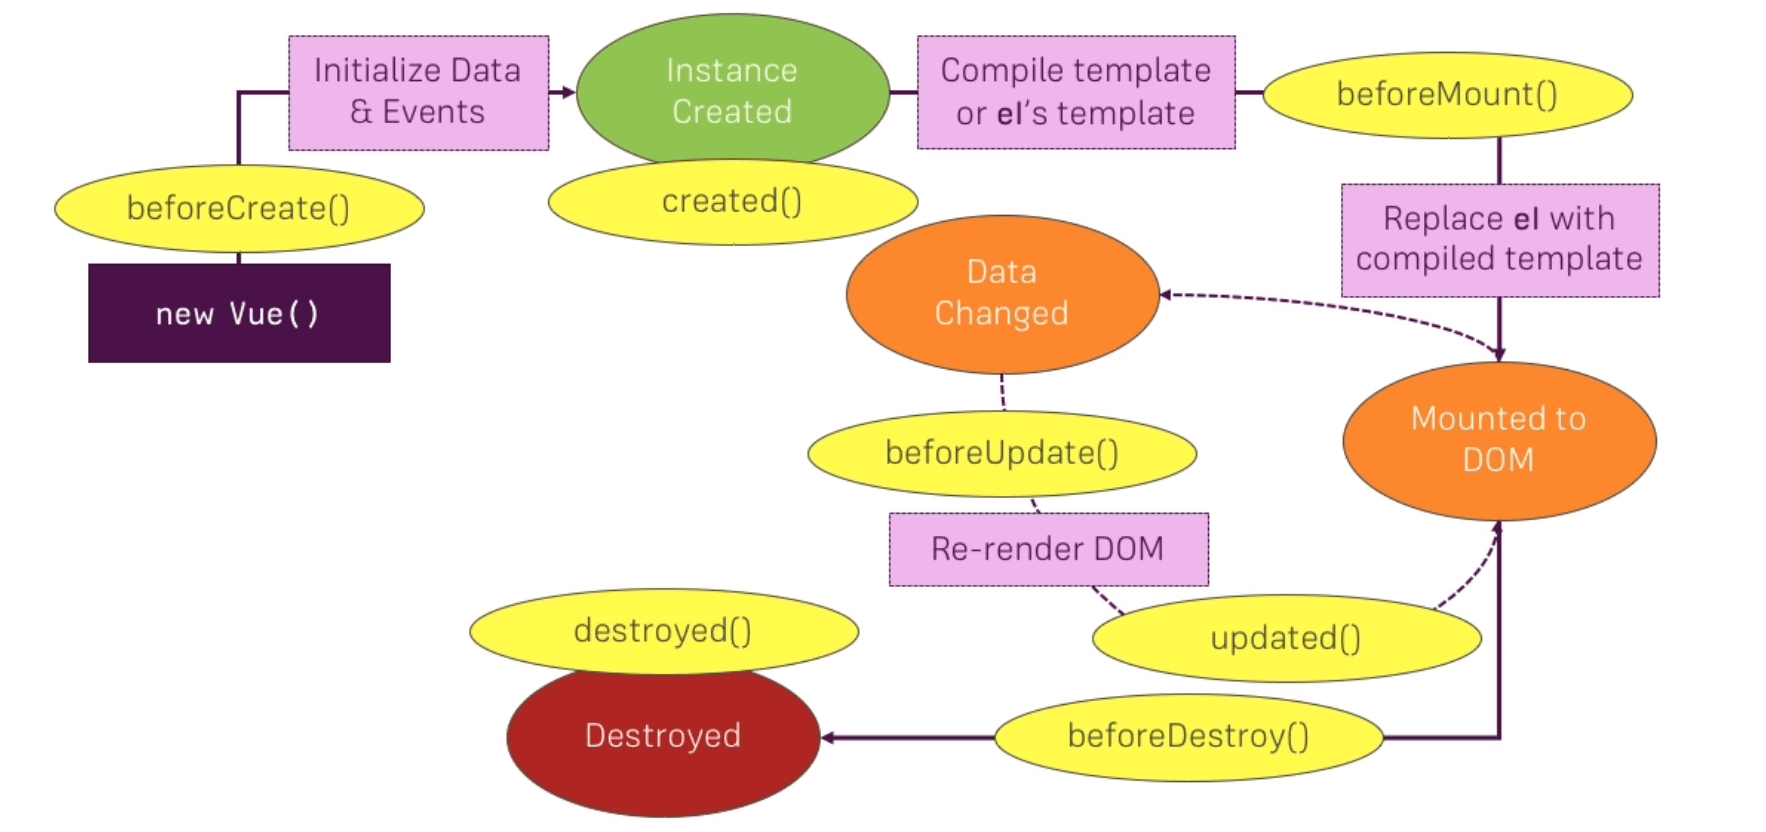 Initialize Data
& Events
Instance
Created
Compile template
or el's template
beforeMount()
beforeCreate()
created()
new Vue()
Replace el with
compiled template
Data
Changed
Mounted to
DOM
beforeUpdate()
Re-render DOM
destroyed()
updated()
Destroyed
beforeDestroy()